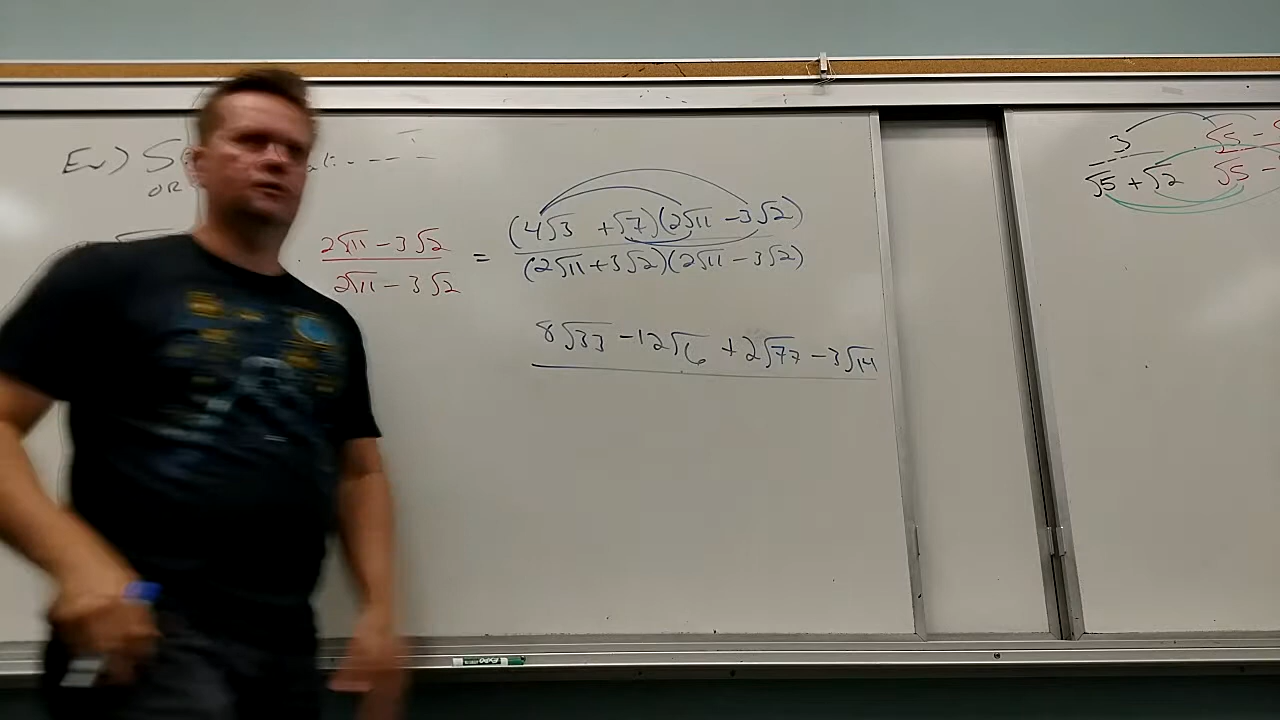 Ex) S
OR
2√11 - 3√2
2√11 - 3√2
=
(4√3 + √7)(2√11 - 3√2)
(2√11 + 3√2)(2√11 - 3√2)
8√33 - 12√6 + 2√77 - 3√14
3
√5 + √2
√5 -
√5 -
EXPO